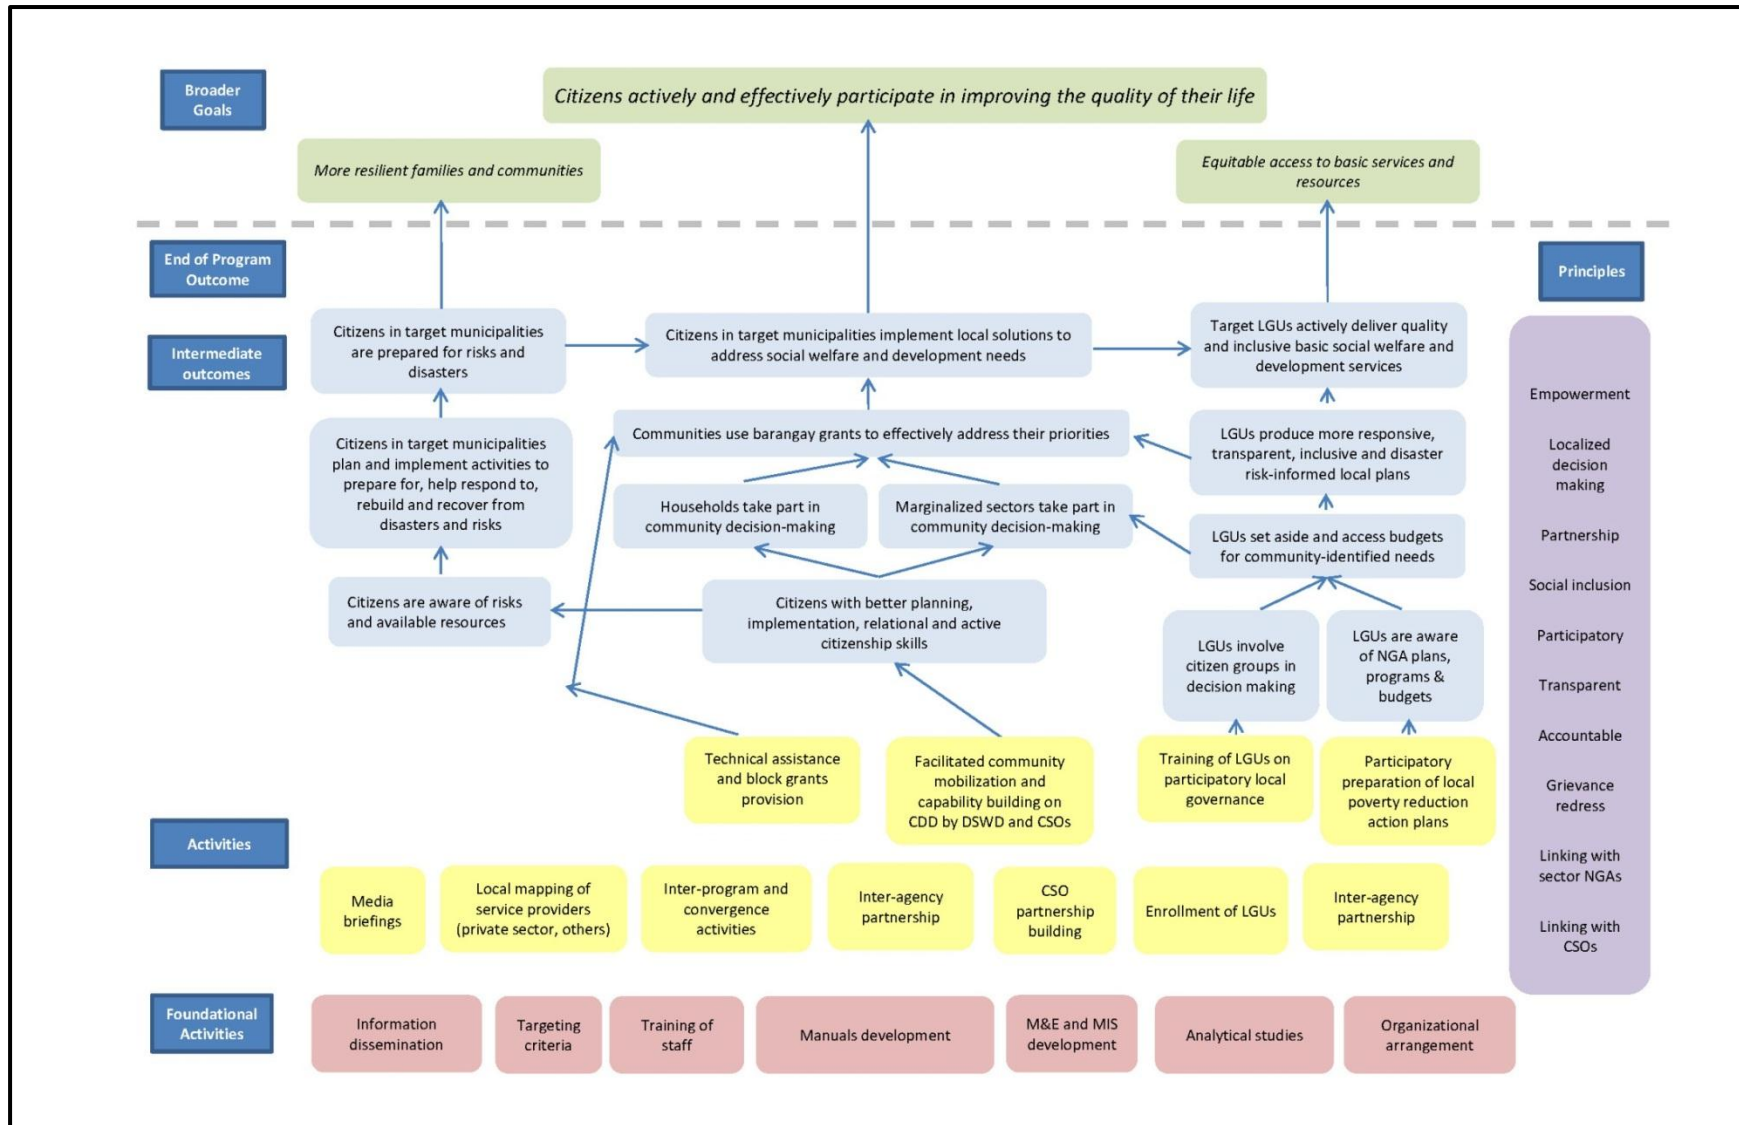 Broader
Goals
Citizens actively and effectively participate in improving the quality of their life
More resilient families and communities
Equitable access to basic services and
resources
End of Program
Outcome
Principles
Intermediate
outcomes
Citizens in target municipalities
are prepared for risks and
disasters
Citizens in target municipalities implement local solutions to
address social welfare and development needs
Target LGUs actively deliver quality
and inclusive basic social welfare and
development services
Citizens in target municipalities
plan and implement activities to
prepare for, help respond to,
rebuild and recover from
disasters and risks
Communities use barangay grants to effectively address their priorities
LGUs produce more responsive,
transparent, inclusive and disaster
risk-informed local plans
Households take part in
community decision-making
Marginalized sectors take part in
community decision-making
LGUs set aside and access budgets
for community-identified needs
Citizens are aware of risks
and available resources
Citizens with better planning,
implementation, relational and active
citizenship skills
LGUs involve
citizen groups in
decision making
LGUs are aware
of NGA plans,
programs &
budgets
Technical assistance
and block grants
provision
Facilitated community
mobilization and
capability building on
CDD by DSWD and CSOs
Training of LGUs on
participatory local
governance
Participatory
preparation of local
poverty reduction
action plans
Activities
Media
briefings
Local mapping of
service providers
(private sector, others)
Inter-program and
convergence
activities
Inter-agency
partnership
CSO
partnership
building
Enrollment of LGUs
Inter-agency
partnership
Foundational
Activities
Information
dissemination
Targeting
criteria
Training of
staff
Manuals development
M&E and MIS
development
Analytical studies
Organizational
arrangement
Empowerment
Localized
decision
making
Partnership
Social inclusion
Participatory
Transparent
Accountable
Grievance
redress
Linking with
sector NGAs
Linking with
CSOs